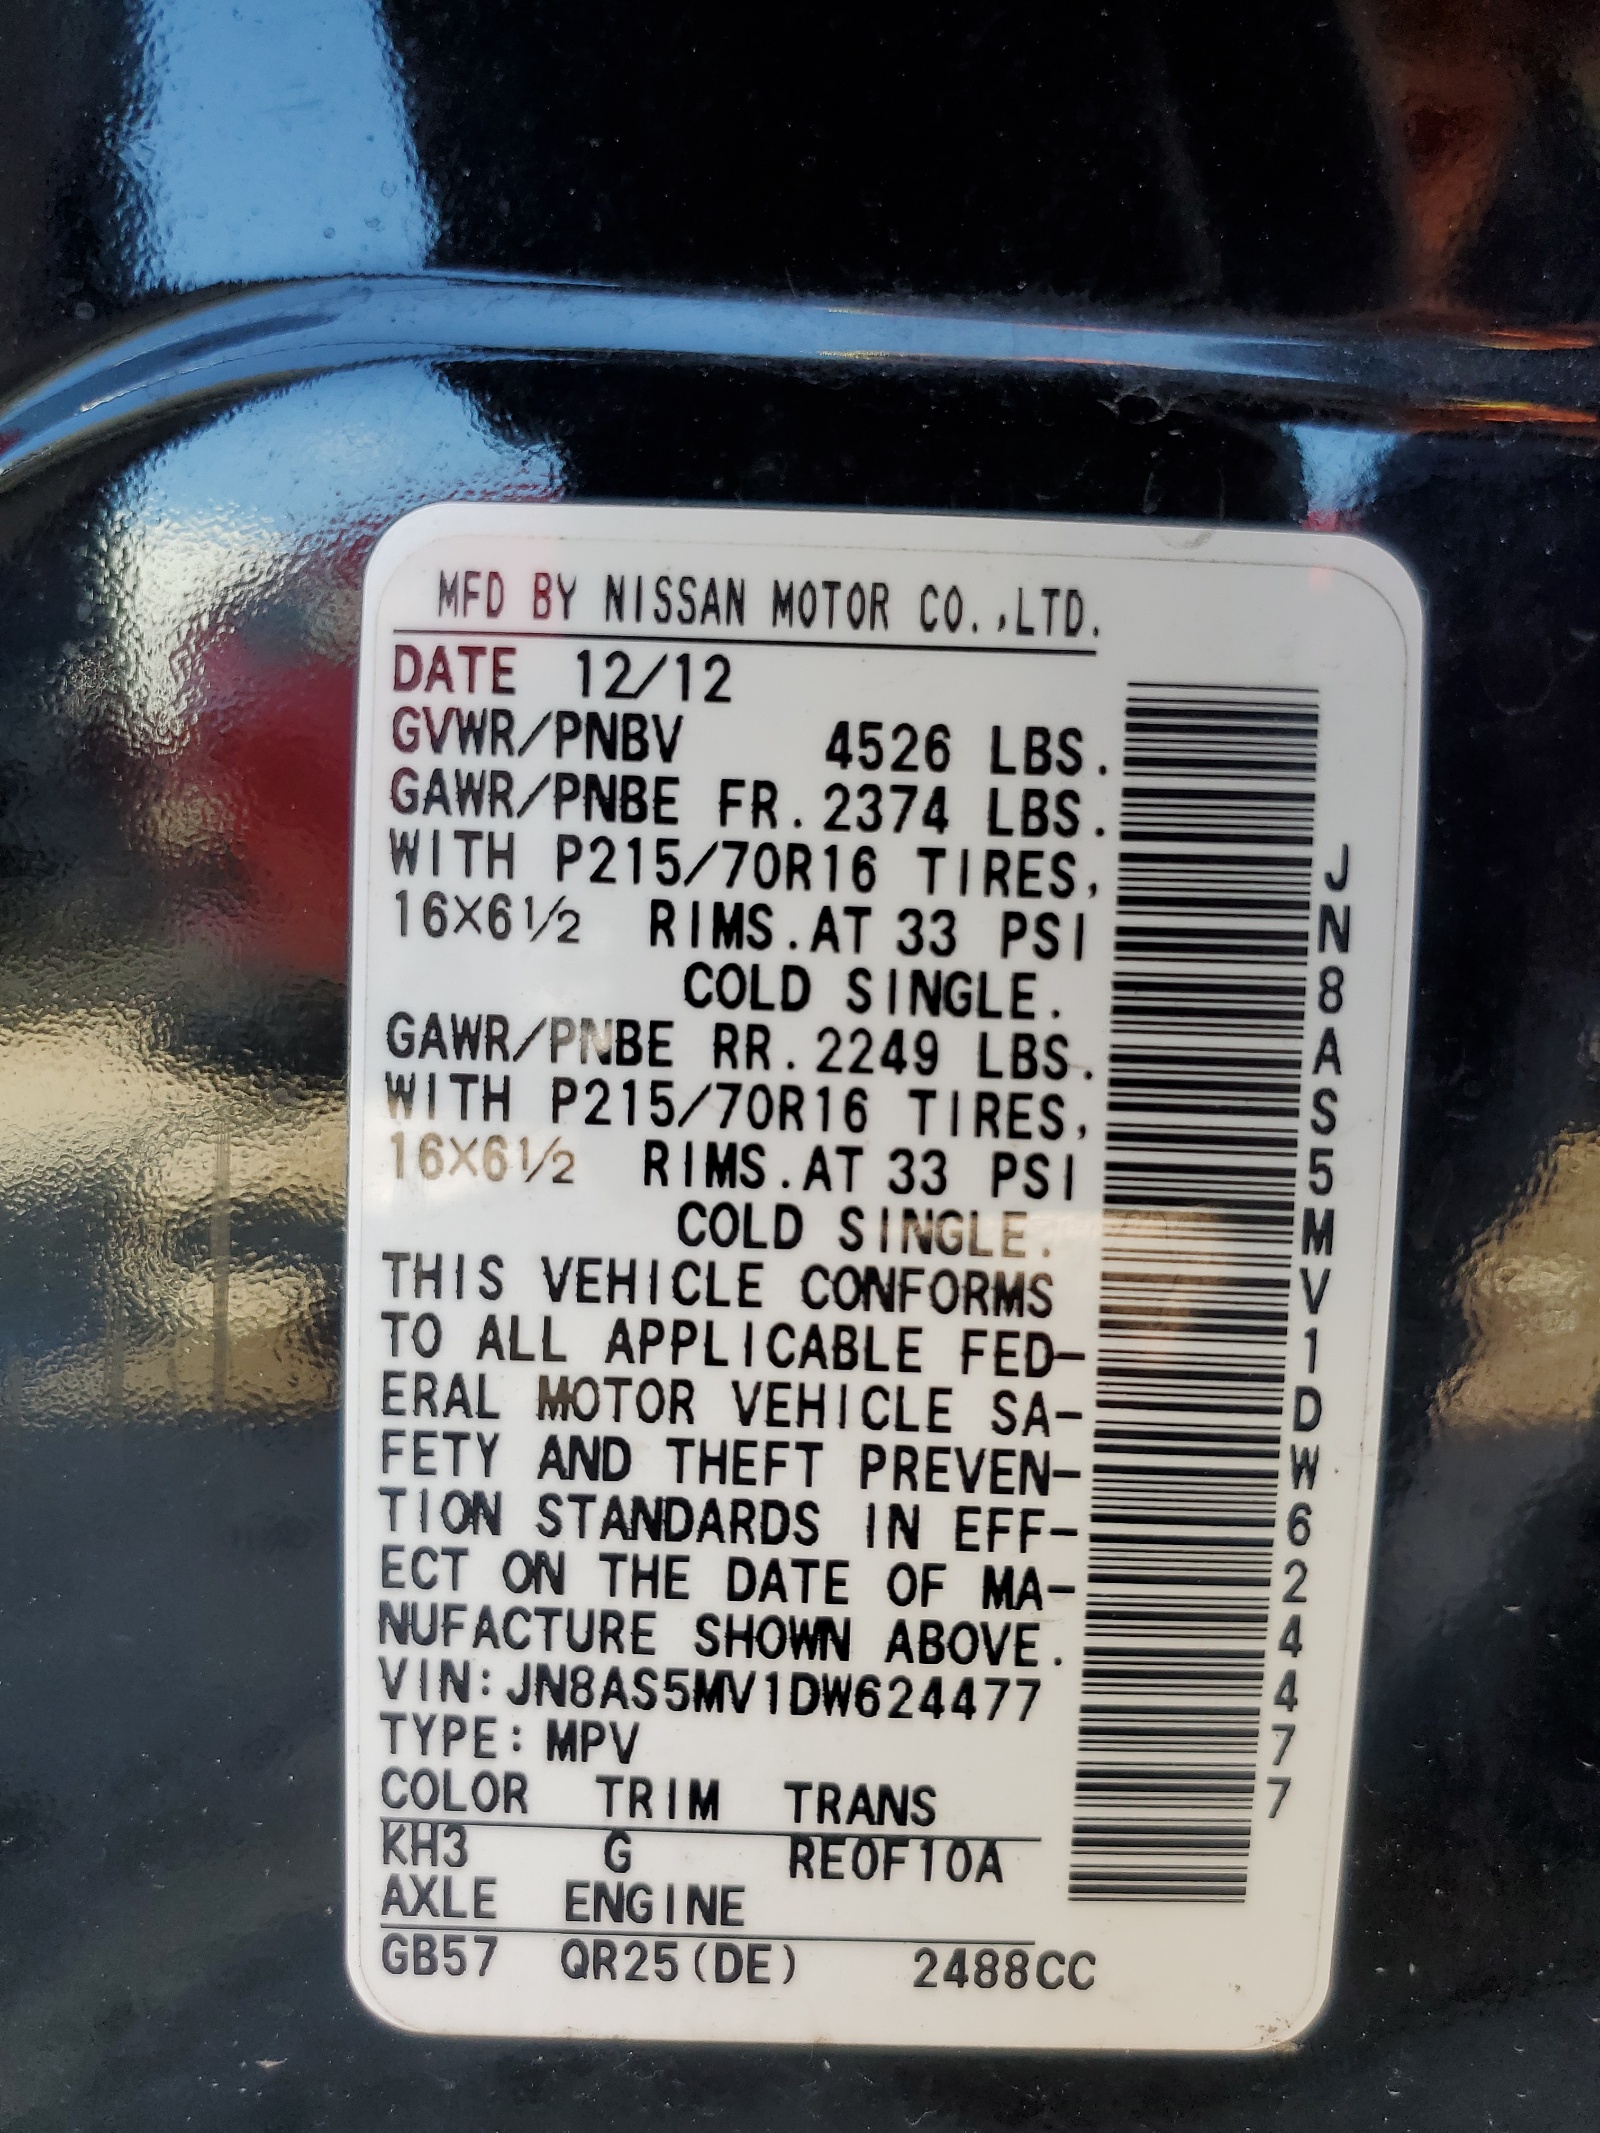 MFD BY NISSAN MOTOR CO.,LTD.
DATE 12/12
GVWR/PNBV 4526 LBS.
GAWR/PNBE FR.2374 LBS.
WITH P215/70R16 TIRES,
16X6½ RIMS.AT 33 PSI
COLD SINGLE.
GAWR/PNBE RR.2249 LBS.
WITH P215/70R16 TIRES,
16X6½ RIMS.AT 33 PSI
COLD SINGLE.
THIS VEHICLE CONFORMS
TO ALL APPLICABLE FED-
ERAL MOTOR VEHICLE SA-
FETY AND THEFT PREVEN-
TION STANDARDS IN EFF-
ECT ON THE DATE OF MA-
NUFACTURE SHOWN ABOVE.
VIN:JN8AS5MV1DW624477
TYPE:MPV
COLOR TRIM TRANS
KH3 G RE0F10A
AXLE ENGINE
GB57 QR25(DE) 2488CC
JN8AS5MV1DW624477